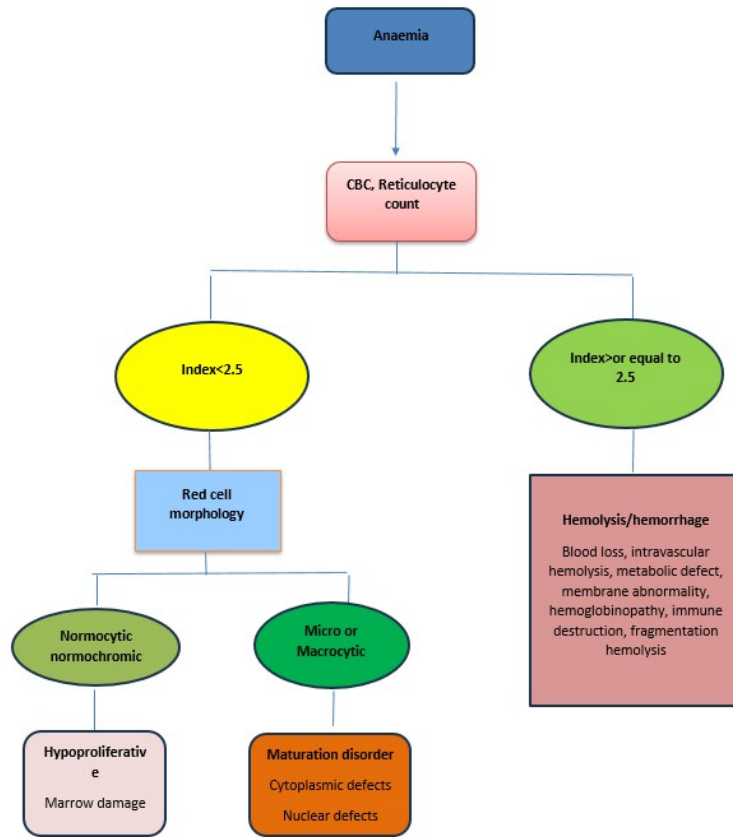 Anaemia
CBC, Reticulocyte
count
Index<2.5
Index>or equal to
2.5
Red cell
morphology
Hemolysis/hemorrhage
Blood loss, intravascular
hemolysis, metabolic defect,
membrane abnormality,
hemoglobinopathy, immune
destruction, fragmentation
hemolysis
Normocytic
normochromic
Micro or
Macrocytic
Hypoproliferativ
e
Marrow damage
Maturation disorder
Cytoplasmic defects
Nuclear defects